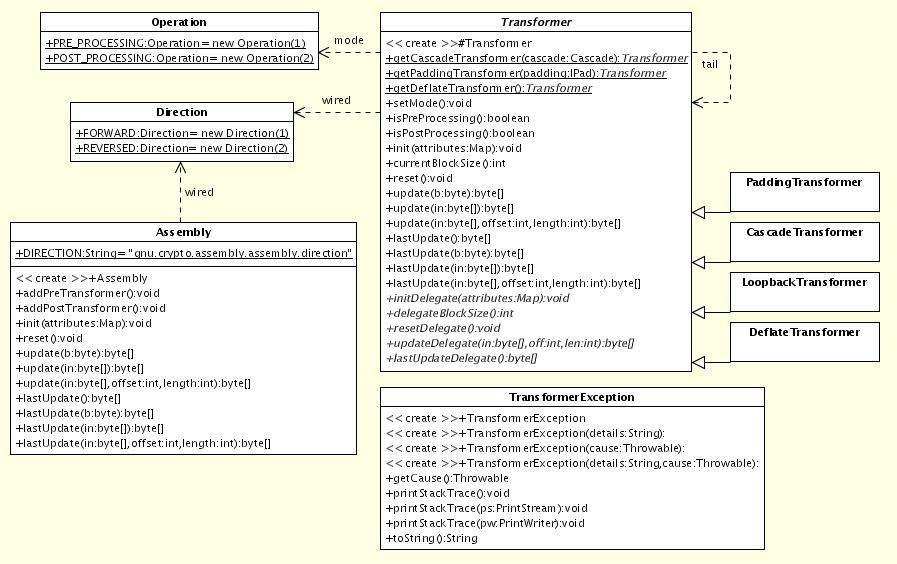 Operation
+PRE_PROCESSING:Operation= new Operation(1)
+POST_PROCESSING:Operation= new Operation(2)
mode
Transformer
<< create >>#Transformer
+getCascadeTransformer(cascade:Cascade):Transformer
+getPaddingTransformer(padding:IPad):Transformer
+getDeflateTransformer():Transformer
+setMode():void
+isPreProcessing():boolean
+isPostProcessing():boolean
+init(attributes:Map):void
+currentBlockSize():int
+reset():void
+update(b:byte):byte[]
+update(in:byte[]):byte[]
+update(in:byte[],offset:int,length:int):byte[]
+lastUpdate():byte[]
+lastUpdate(b:byte):byte[]
+lastUpdate(in:byte[]):byte[]
+lastUpdate(in:byte[],offset:int,length:int):byte[]
+initDelegate(attributes:Map):void
+delegateBlockSize():int
+resetDelegate():void
+updateDelegate(in:byte[],off:int,len:int):byte[]
+lastUpdateDelegate():byte[]
tail
wired
Direction
+FORWARD:Direction= new Direction(1)
+REVERSED:Direction= new Direction(2)
wired
Assembly
+DIRECTION:String= "gnu.crypto.assembly.assembly.direction"
<< create >>+Assembly
+addPreTransformer():void
+addPostTransformer():void
+init(attributes:Map):void
+reset():void
+update(b:byte):byte[]
+update(in:byte[]):byte[]
+update(in:byte[],offset:int,length:int):byte[]
+lastUpdate():byte[]
+lastUpdate(b:byte):byte[]
+lastUpdate(in:byte[]):byte[]
+lastUpdate(in:byte[],offset:int,length:int):byte[]
PaddingTransformer
CascadeTransformer
LoopbackTransformer
DeflateTransformer
TransformerException
<< create >>+TransformerException
<< create >>+TransformerException(details:String):
<< create >>+TransformerException(cause:Throwable):
<< create >>+TransformerException(details:String,cause:Throwable):
+getCause():Throwable
+printStackTrace():void
+printStackTrace(ps:PrintStream):void
+printStackTrace(pw:PrintWriter):void
+toString():String